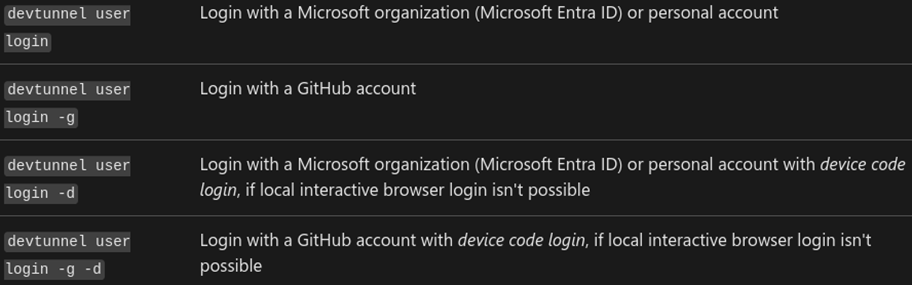 devtunnel user Login with a Microsoft organization (Microsoft Entra ID) or personal account
login
devtunnel user Login with a GitHub account
login -g
devtunnel user Login with a Microsoft organization (Microsoft Entra ID) or personal account with device code
login -d login, if local interactive browser login isn't possible
devtunnel user Login with a GitHub account with device code login, if local interactive browser login isn't
login -g -d possible